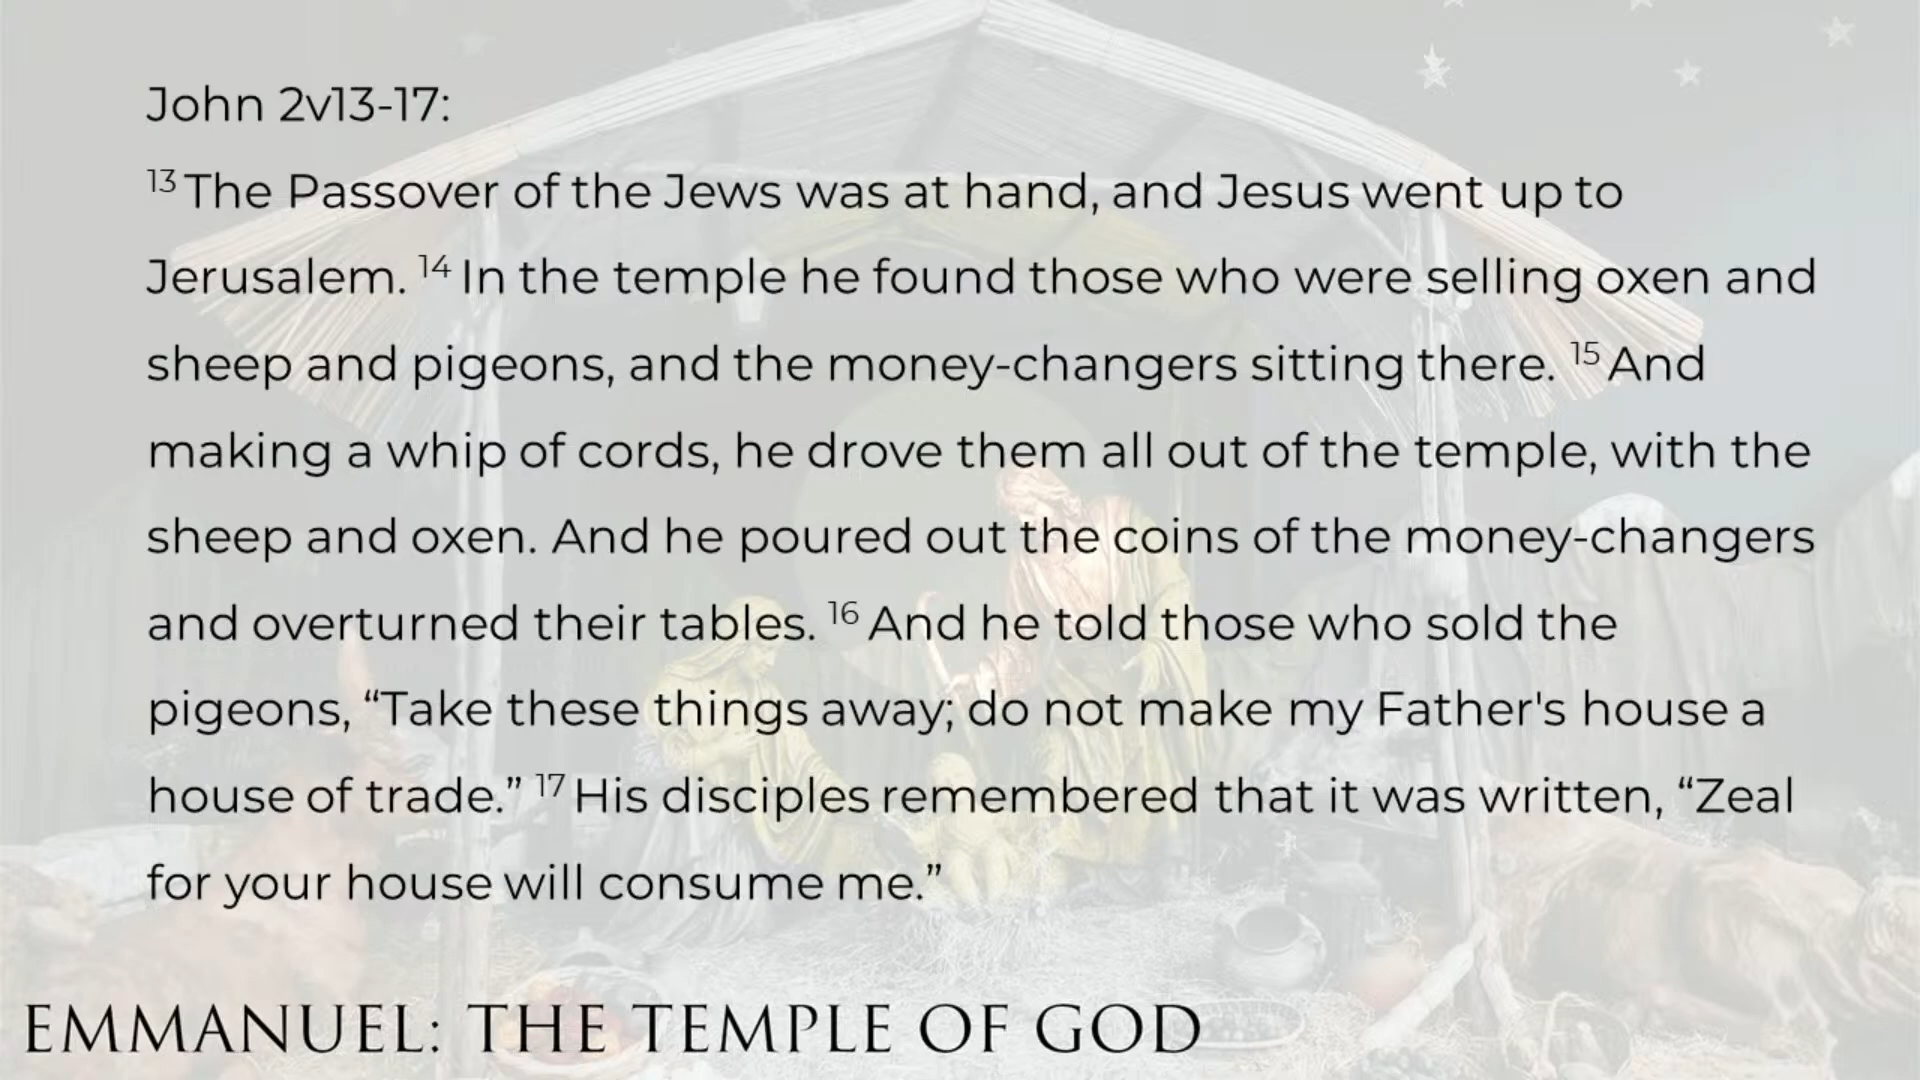 John 2v13-17:
13 The Passover of the Jews was at hand, and Jesus went up to
Jerusalem. 14 In the temple he found those who were selling oxen and
sheep and pigeons, and the money-changers sitting there. 15 And
making a whip of cords, he drove them all out of the temple, with the
sheep and oxen. And he poured out the coins of the money-changers
and overturned their tables. 16 And he told those who sold the
pigeons, “Take these things away; do not make my Father's house a
house of trade.” 17 His disciples remembered that it was written, “Zeal
for your house will consume me.”
EMMANUEL: THE TEMPLE OF GOD